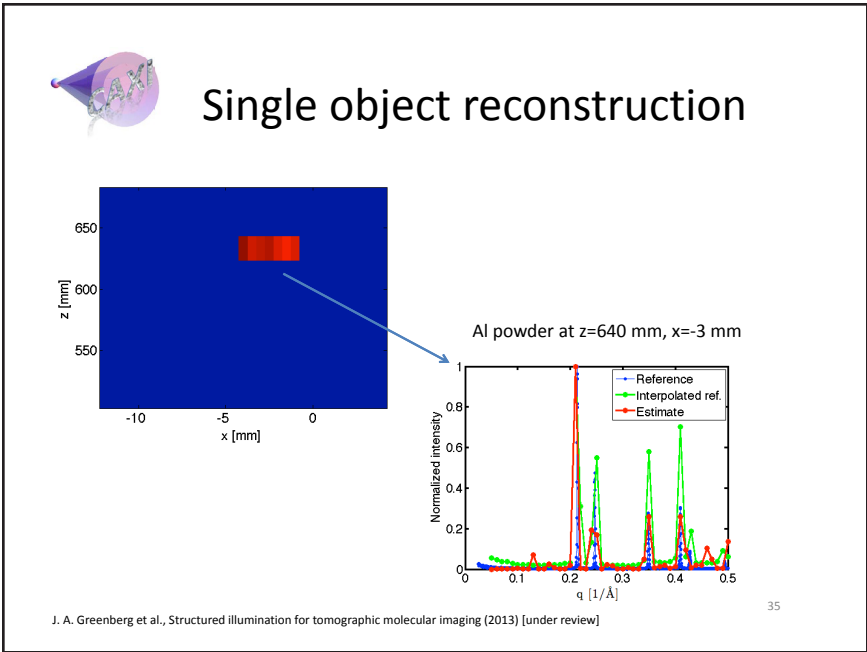 CAXI
Single object reconstruction
650
600
550
z [mm]
-10 -5 0
x [mm]
Al powder at z=640 mm, x=-3 mm
1
0.8
0.6
0.4
0.2
0
Normalized intensity
Reference
Interpolated ref.
Estimate
0 0.1 0.2 0.3 0.4 0.5
q [1/Å]
35
J. A. Greenberg et al., Structured illumination for tomographic molecular imaging (2013) [under review]